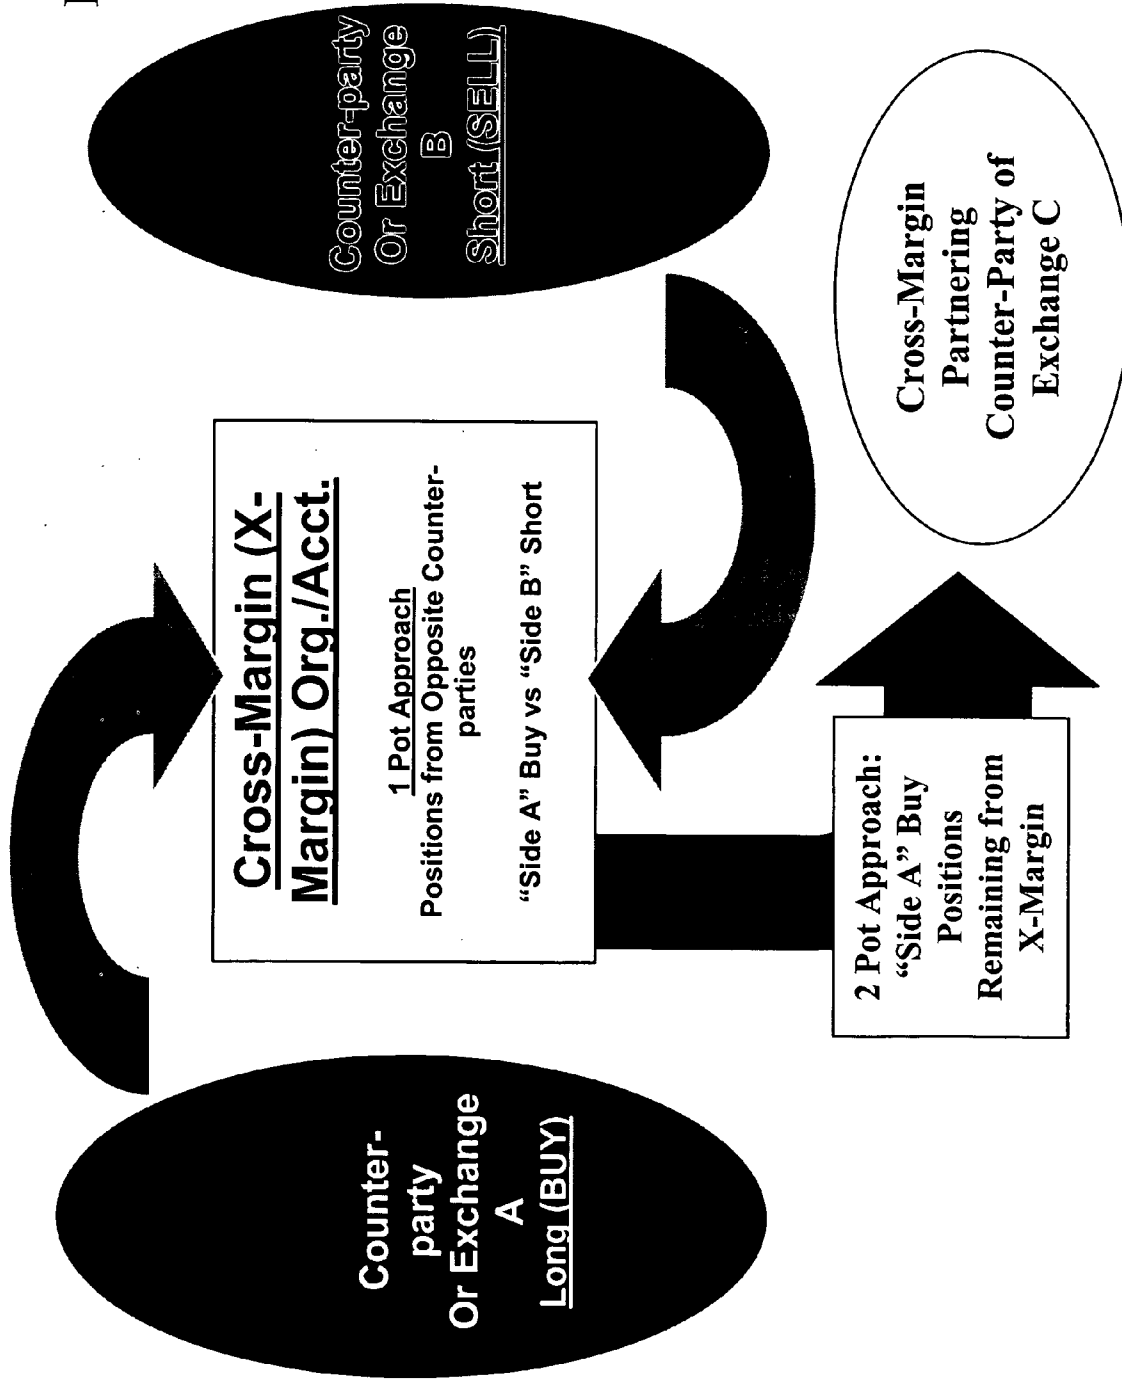 Counter-
party
Or Exchange
A
Long (BUY)
Cross-Margin (X-
Margin) Org./Acct.
1 Pot Approach
Positions from Opposite Counter-
parties
“Side A” Buy vs “Side B” Short
Counter-party
Or Exchange
B
Short (SELL)
2 Pot Approach:
“Side A” Buy
Positions
Remaining from
X-Margin
Cross-Margin
Partnering
Counter-Party of
Exchange C